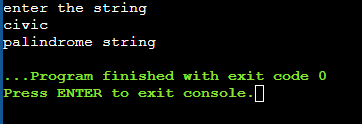 enter the string
civic
palindrome string
...Program finished with exit code 0
Press ENTER to exit console.